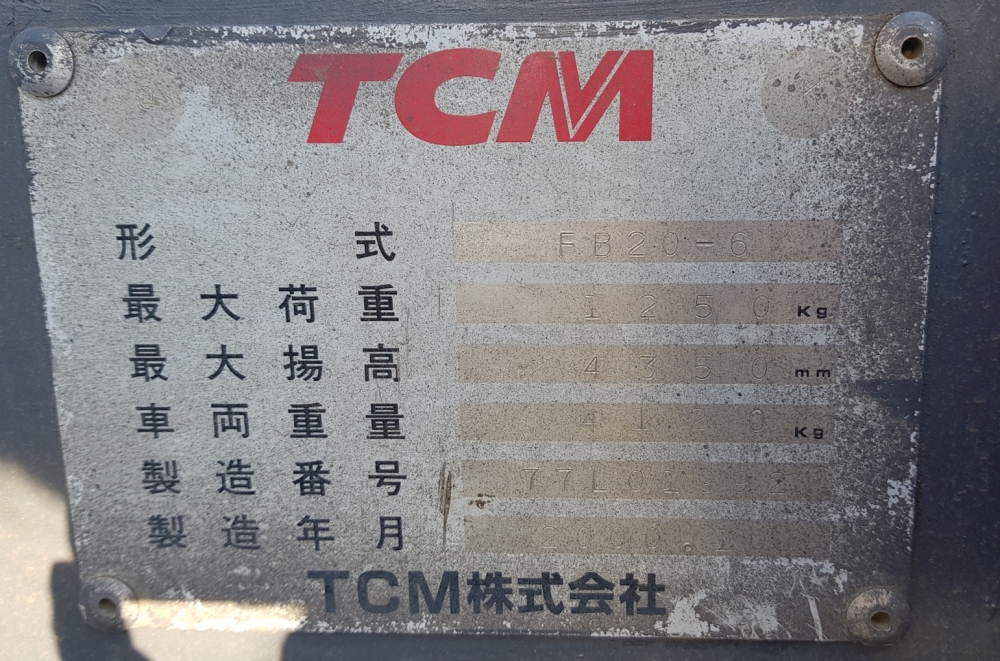 TCM
形式 FB20-6
最大荷重 1250 Kg
最大揚高 4350 mm
車両重量 Kg
製造番号
製造年月
TCM株式会社